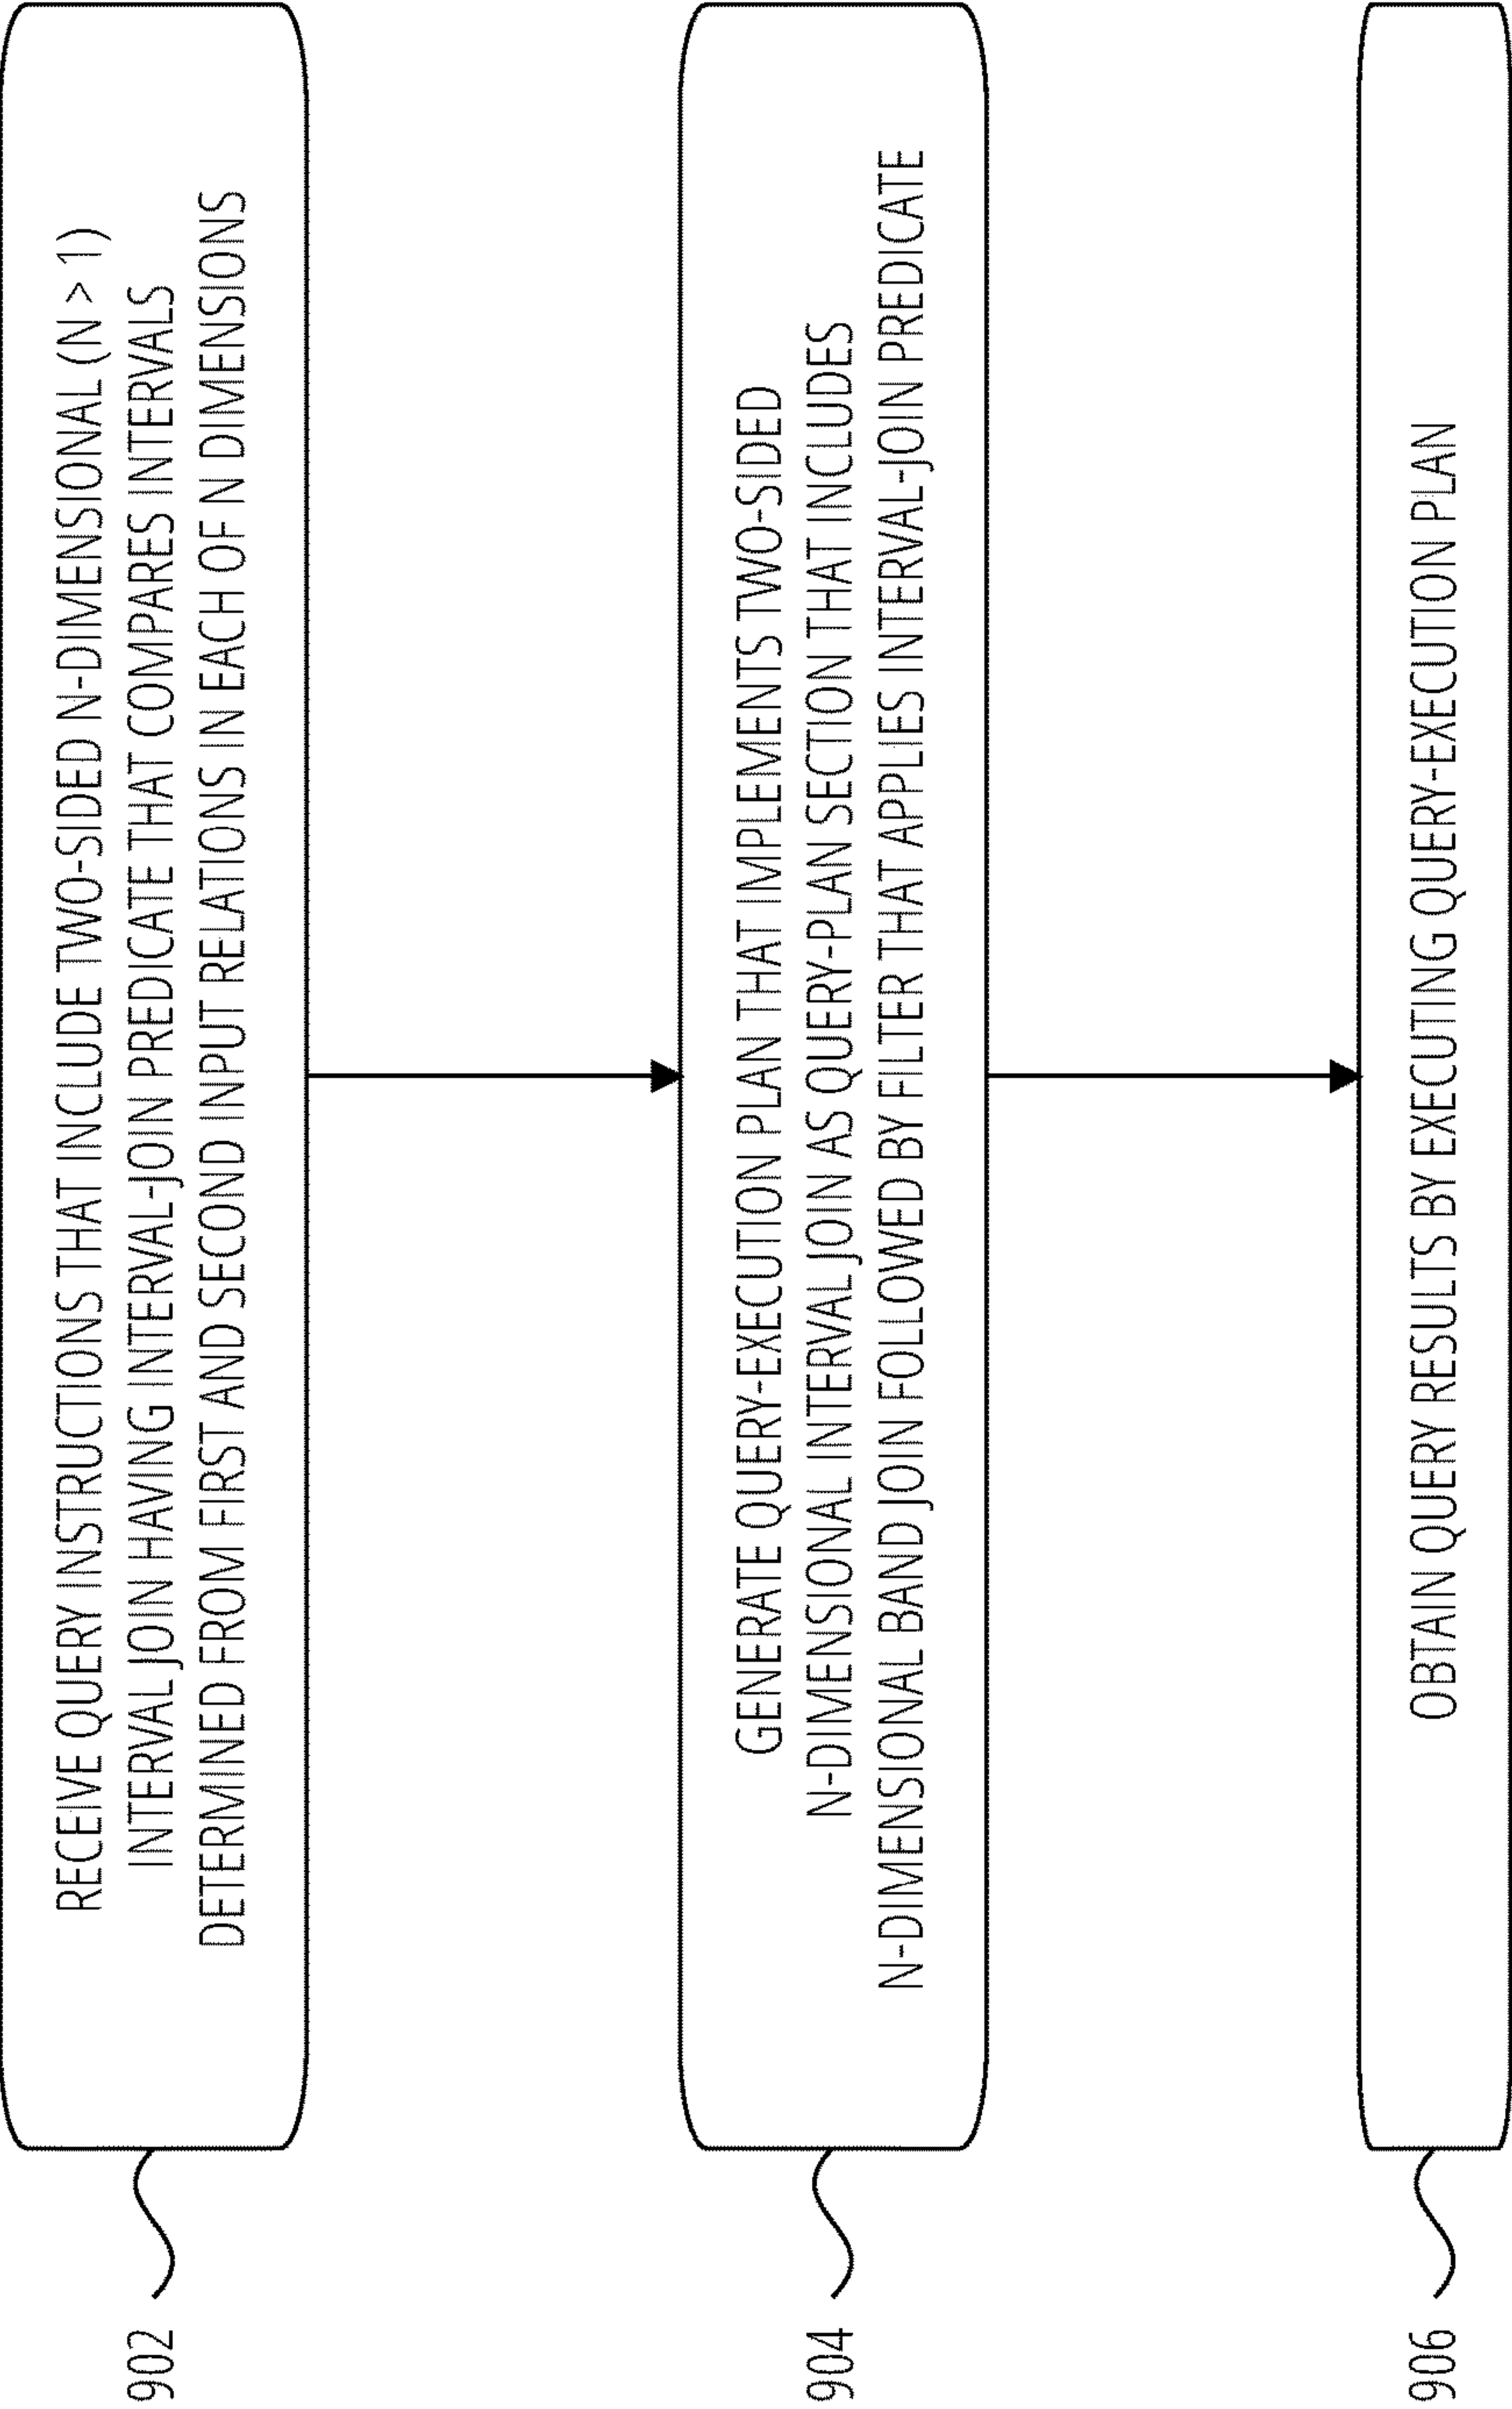 902
RECEIVE QUERY INSTRUCTIONS THAT INCLUDE TWO-SIDED N-DIMENSIONAL (N > 1)
INTERVAL JOIN HAVING INTERVAL-JOIN PREDICATE THAT COMPARES INTERVALS
DETERMINED FROM FIRST AND SECOND INPUT RELATIONS IN EACH OF N DIMENSIONS
904
GENERATE QUERY-EXECUTION PLAN THAT IMPLEMENTS TWO-SIDED
N-DIMENSIONAL INTERVAL JOIN AS QUERY-PLAN SECTION THAT INCLUDES
N-DIMENSIONAL BAND JOIN FOLLOWED BY FILTER THAT APPLIES INTERVAL-JOIN PREDICATE
906
OBTAIN QUERY RESULTS BY EXECUTING QUERY-EXECUTION PLAN